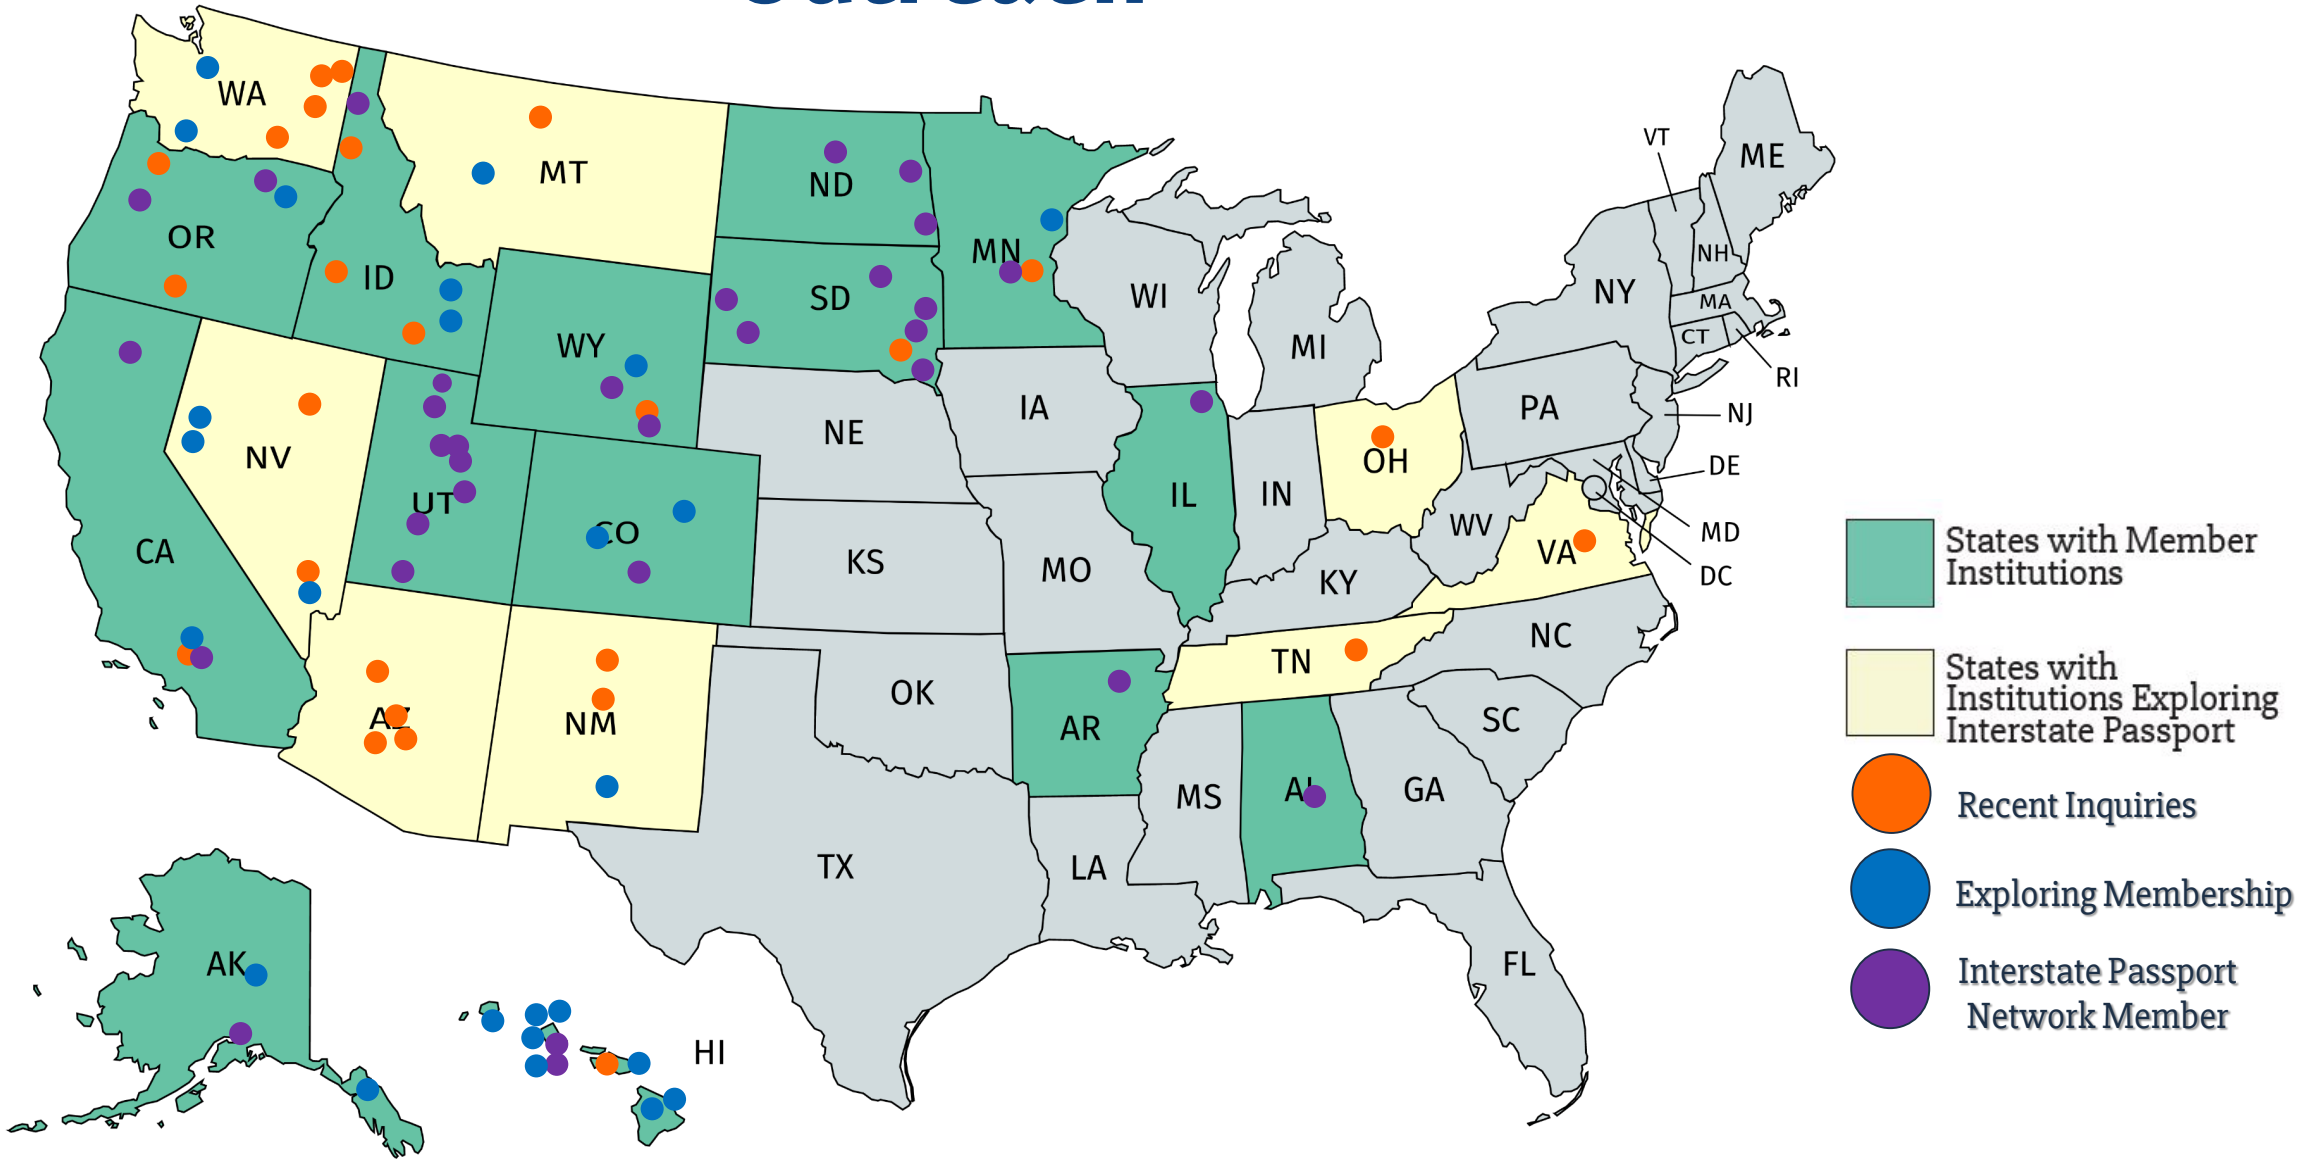 WA
MT
ND
MN
OR
ID
SD
WY
WI
MI
VT
ME
NH
NY
MA
CT
RI
NV
UT
CO
CA
NE
IA
IL
IN
OH
PA
NJ
DE
MD
DC
WV
VA
KS
MO
KY
AZ
NM
OK
AR
TN
NC
SC
MS
AL
GA
TX
LA
FL
AK
HI
States with Member
Institutions
States with
Institutions Exploring
Interstate Passport
Recent Inquiries
Exploring Membership
Interstate Passport
Network Member